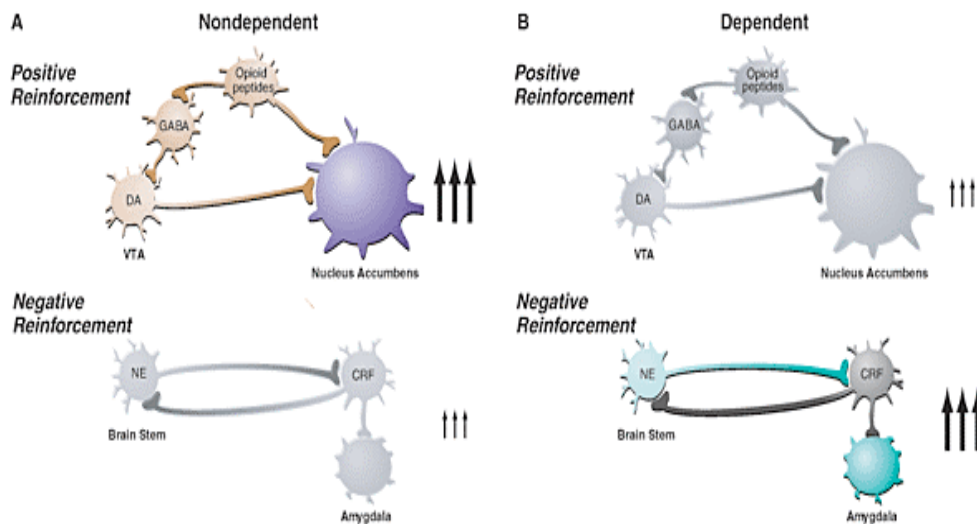 A
Nondependent
Positive
Reinforcement
Opioid
peptides
GABA
DA
VTA
Nucleus Accumbens
Negative
Reinforcement
NE
CRF
Brain Stem
Amygdala
B
Dependent
Positive
Reinforcement
Opioid
peptides
GABA
DA
VTA
Nucleus Accumbens
Negative
Reinforcement
NE
CRF
Brain Stem
Amygdala